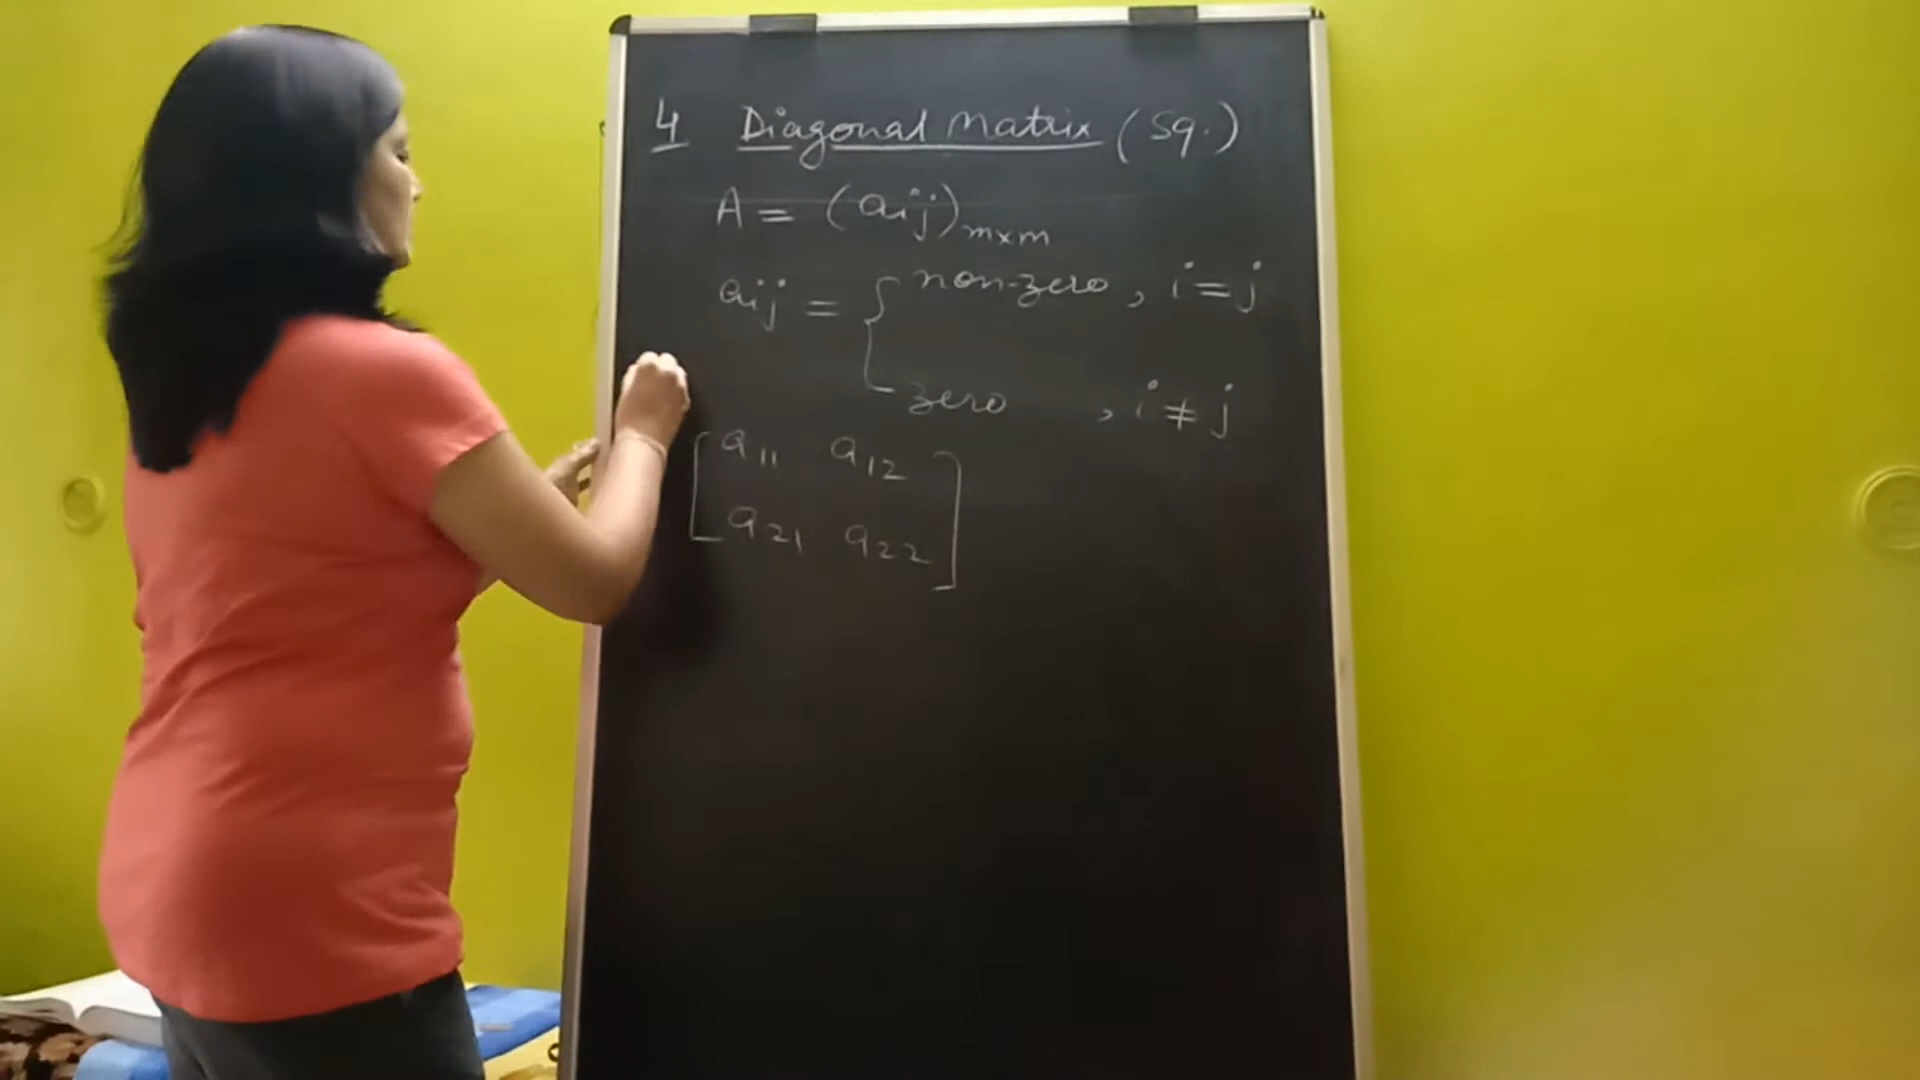 4 Diagonal Matrix (Sq.)
A = (aij)m×m
aij = { non-zero, i = j
zero , i ≠ j
[ a11 a12
a21 a22 ]